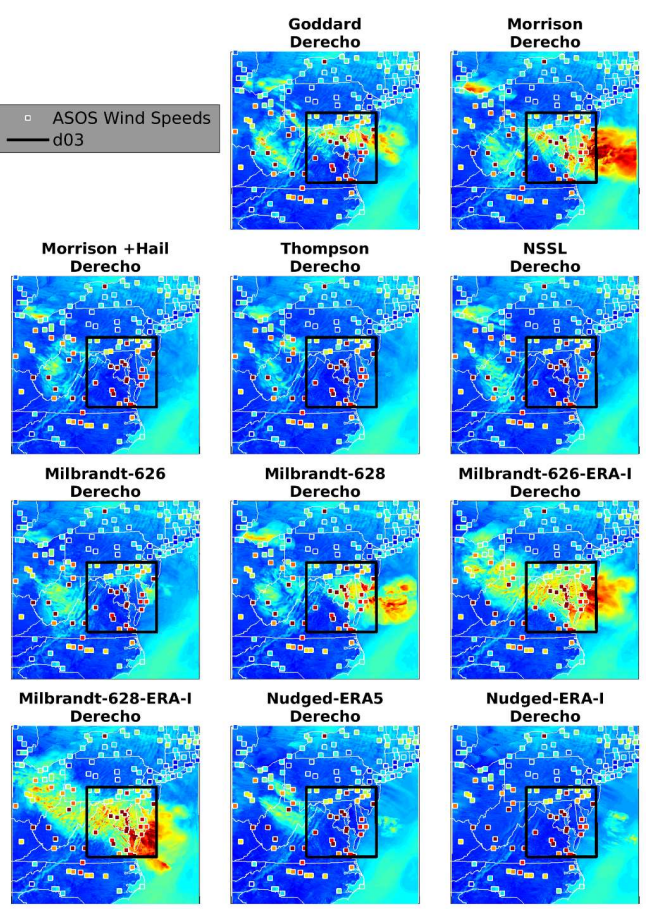 Goddard
Derecho
Morrison
Derecho
ASOS Wind Speeds
d03
Morrison +Hail
Derecho
Thompson
Derecho
NSSL
Derecho
Milbrandt-626
Derecho
Milbrandt-628
Derecho
Milbrandt-626-ERA-I
Derecho
Milbrandt-628-ERA-I
Derecho
Nudged-ERA5
Derecho
Nudged-ERA-I
Derecho